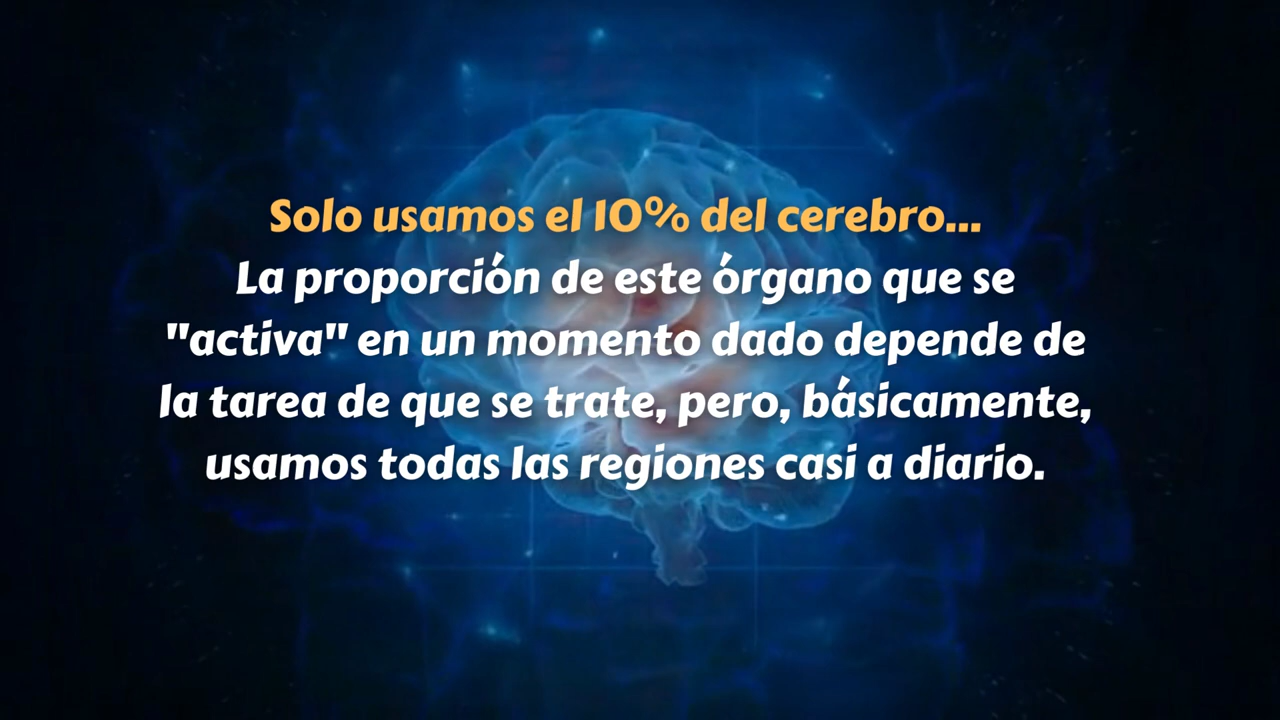 Solo usamos el 10% del cerebro...
La proporción de este órgano que se
"activa" en un momento dado depende de
la tarea de que se trate, pero, básicamente,
usamos todas las regiones casi a diario.